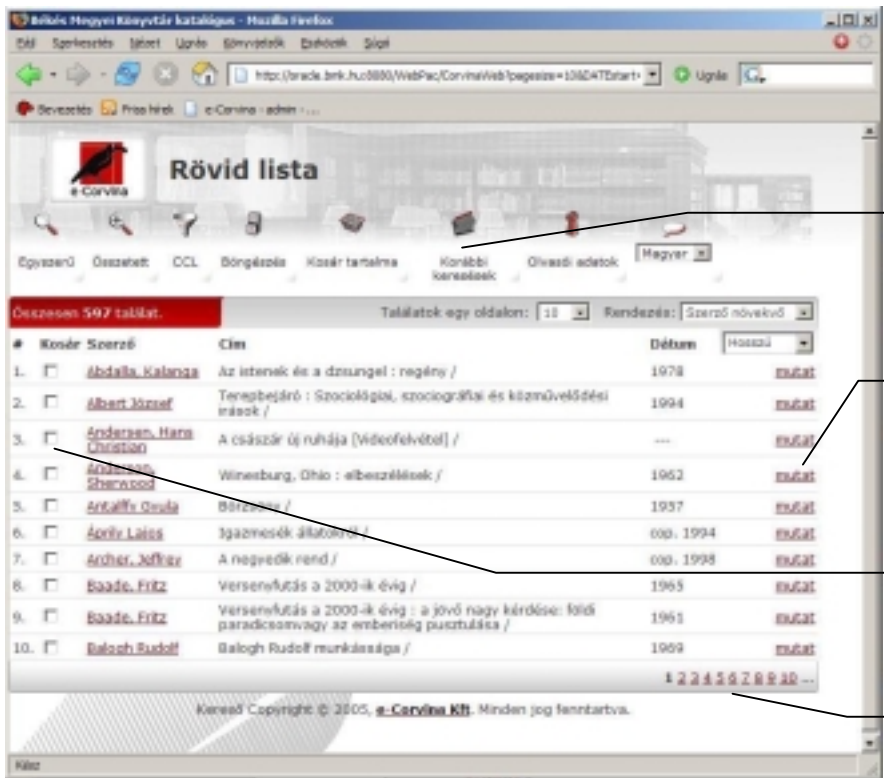 Békés Megyei Könyvtár katalógus - Mozilla Firefox
Fájl Szerkesztés Nézet Ugrás Könyvjelzők Eszközök Súgó
Ugrás
Bevezetés Friss hírek e-Corvina - admin - ...
e-Corvina
Rövid lista
Egyszerű Összetett CCL Böngészés Kosár tartalma Korábbi keresések Olvasói adatok Magyar
Összesen 597 találat. Találatok egy oldalon: 10 Rendezés: Szerző növekvő
# Kosár Szerző Cím Dátum Hosszú
1. Abdalla, Kalanga Az istenek és a dzsungel : regény / 1978 mutat
2. Albert József Terepbejáró : Szociológiai, szociográfiai és közművelődési írások / 1994 mutat
3. Andersen, Hans Christian A császár új ruhája [Videofelvétel] / --- mutat
4. Anderson, Sherwood Winesburg, Ohio : elbeszélések / 1962 mutat
5. Antalffy Gyula Börzsöny / 1937 mutat
6. Áprily Lajos Igazmesék állatokról / cop. 1994 mutat
7. Archer, Jeffrey A negyedik rend / cop. 1998 mutat
8. Baade, Fritz Versenyfutás a 2000-ik évig / 1965 mutat
9. Baade, Fritz Versenyfutás a 2000-ik évig : a jövő nagy kérdése: földi paradicsomvagy az emberiség pusztulása / 1961 mutat
10. Balogh Rudolf Balogh Rudolf munkássága / 1969 mutat
1 2 3 4 5 6 7 8 9 10 ...
Kereső Copyright © 2005, e-Corvina Kft. Minden jog fenntartva.
Kész